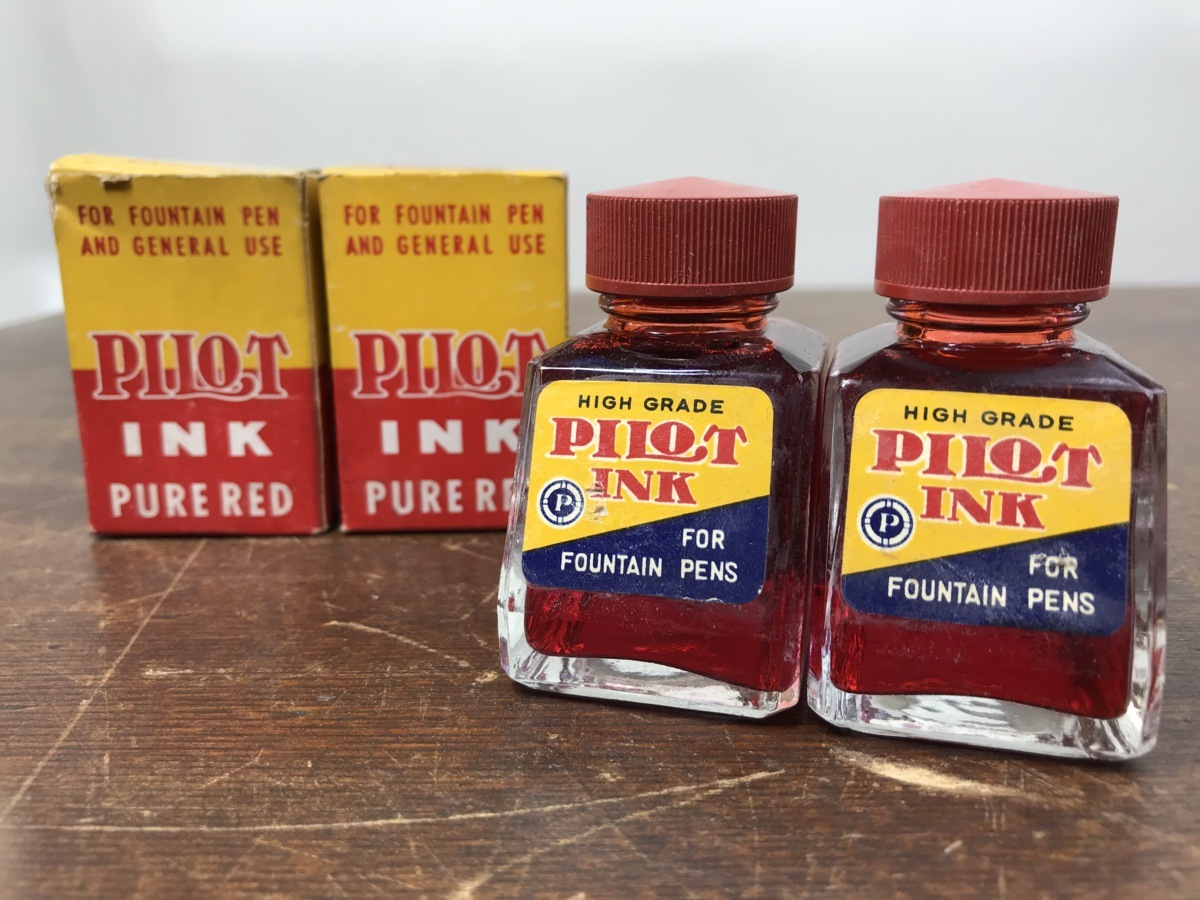 FOR FOUNTAIN PEN
AND GENERAL USE
PILOT
INK
PURE RED
FOR FOUNTAIN PEN
AND GENERAL USE
PILOT
INK
PURE RED
HIGH GRADE
PILOT
INK
P
FOR
FOUNTAIN PENS
HIGH GRADE
PILOT
INK
P
FOR
FOUNTAIN PENS